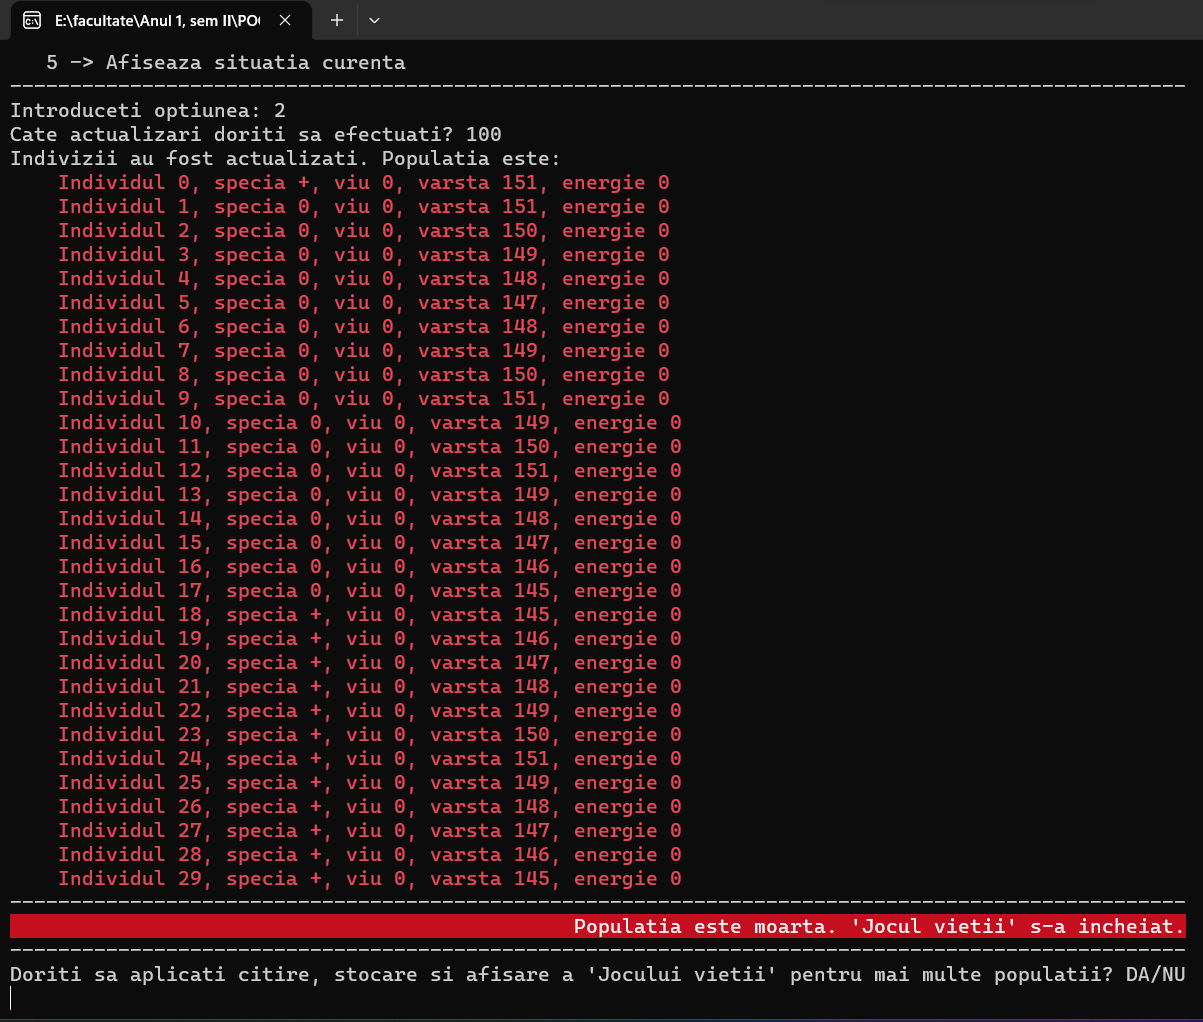 E:\facultate\Anul 1, sem II\PO
5 -> Afiseaza situatia curenta
--------------------------------------------------------------------------------------------------
Introduceti optiunea: 2
Cate actualizari doriti sa efectuati? 100
Indivizii au fost actualizati. Populatia este:
Individul 0, specia +, viu 0, varsta 151, energie 0
Individul 1, specia 0, viu 0, varsta 151, energie 0
Individul 2, specia 0, viu 0, varsta 150, energie 0
Individul 3, specia 0, viu 0, varsta 149, energie 0
Individul 4, specia 0, viu 0, varsta 148, energie 0
Individul 5, specia 0, viu 0, varsta 147, energie 0
Individul 6, specia 0, viu 0, varsta 148, energie 0
Individul 7, specia 0, viu 0, varsta 149, energie 0
Individul 8, specia 0, viu 0, varsta 150, energie 0
Individul 9, specia 0, viu 0, varsta 151, energie 0
Individul 10, specia 0, viu 0, varsta 149, energie 0
Individul 11, specia 0, viu 0, varsta 150, energie 0
Individul 12, specia 0, viu 0, varsta 151, energie 0
Individul 13, specia 0, viu 0, varsta 149, energie 0
Individul 14, specia 0, viu 0, varsta 148, energie 0
Individul 15, specia 0, viu 0, varsta 147, energie 0
Individul 16, specia 0, viu 0, varsta 146, energie 0
Individul 17, specia 0, viu 0, varsta 145, energie 0
Individul 18, specia +, viu 0, varsta 145, energie 0
Individul 19, specia +, viu 0, varsta 146, energie 0
Individul 20, specia +, viu 0, varsta 147, energie 0
Individul 21, specia +, viu 0, varsta 148, energie 0
Individul 22, specia +, viu 0, varsta 149, energie 0
Individul 23, specia +, viu 0, varsta 150, energie 0
Individul 24, specia +, viu 0, varsta 151, energie 0
Individul 25, specia +, viu 0, varsta 149, energie 0
Individul 26, specia +, viu 0, varsta 148, energie 0
Individul 27, specia +, viu 0, varsta 147, energie 0
Individul 28, specia +, viu 0, varsta 146, energie 0
Individul 29, specia +, viu 0, varsta 145, energie 0
--------------------------------------------------------------------------------------------------
Populatia este moarta. 'Jocul vietii' s-a incheiat.
--------------------------------------------------------------------------------------------------
Doriti sa aplicati citire, stocare si afisare a 'Jocului vietii' pentru mai multe populatii? DA/NU